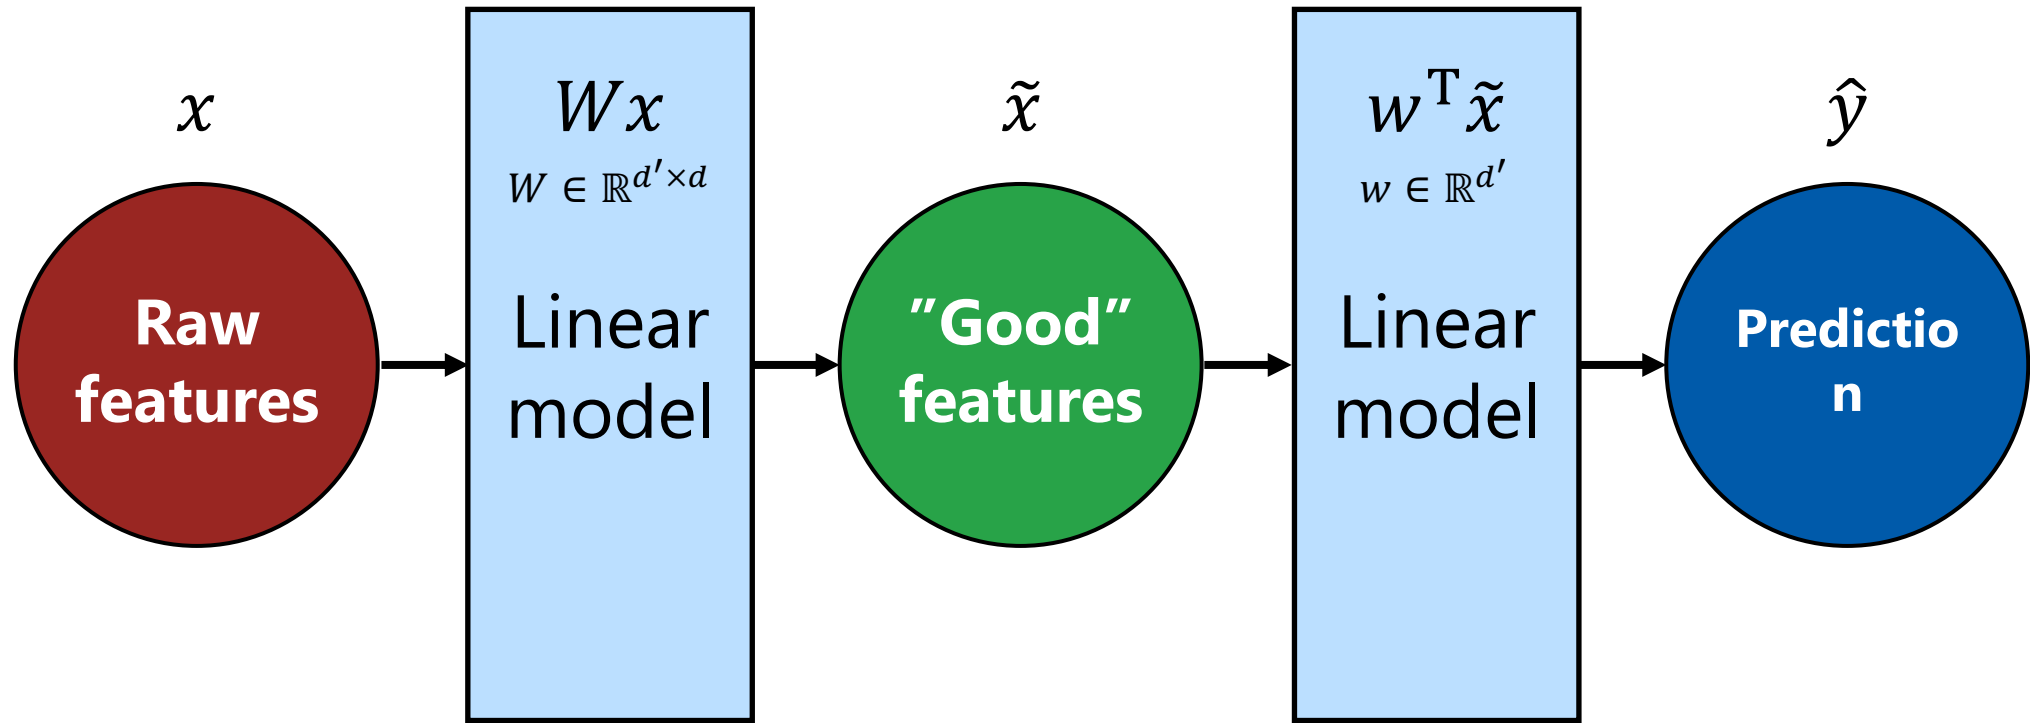 x
Wx
W ∈ ℝ^{d′×d}
x̃
w^T x̃
w ∈ ℝ^{d′}
ŷ
Raw
features
Linear
model
”Good”
features
Linear
model
Predictio
n